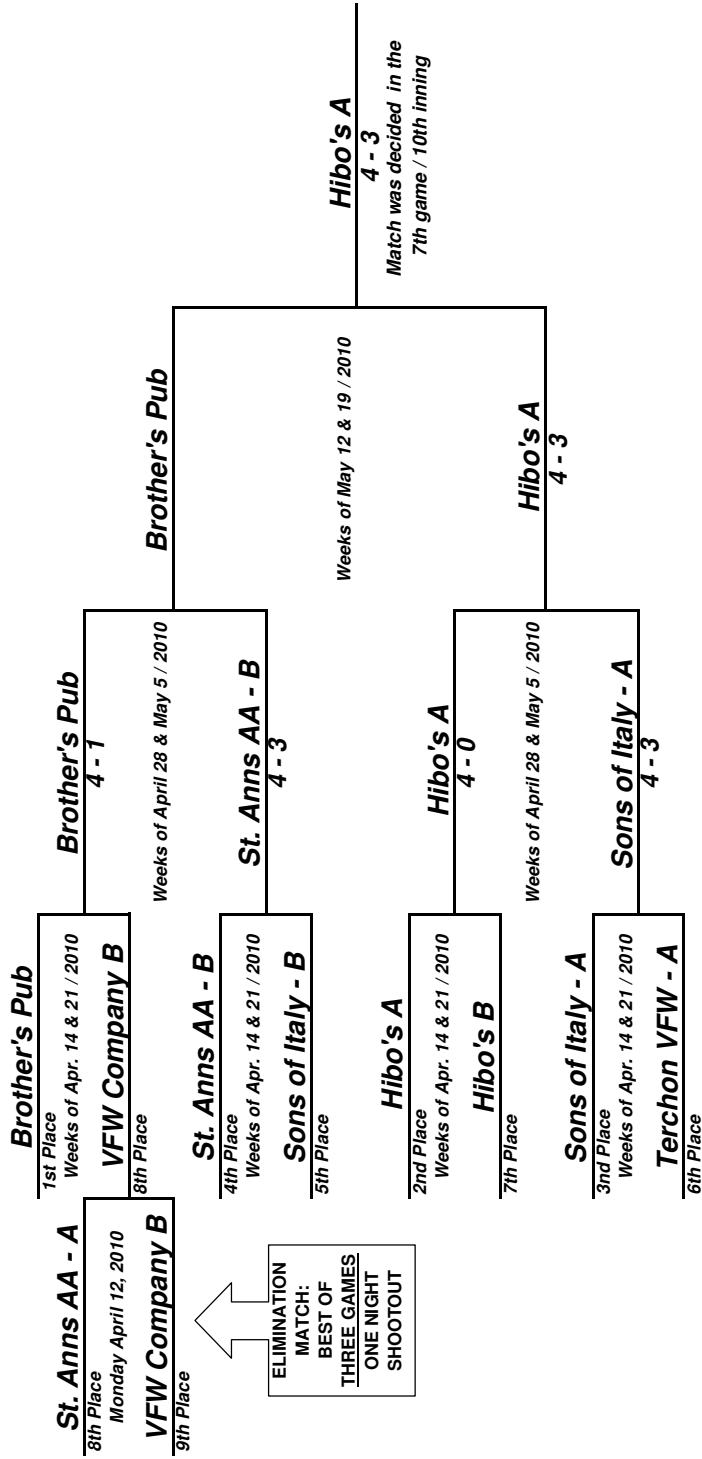 St. Anns AA - A
8th Place
Monday April 12, 2010
VFW Company B
9th Place
ELIMINATION
MATCH:
BEST OF
THREE GAMES
ONE NIGHT
SHOOTOUT
Brother's Pub
1st Place
Weeks of Apr. 14 & 21 / 2010
VFW Company B
8th Place
St. Anns AA - B
4th Place
Weeks of Apr. 14 & 21 / 2010
Sons of Italy - B
5th Place
Hibo's A
2nd Place
Weeks of Apr. 14 & 21 / 2010
Hibo's B
7th Place
Sons of Italy - A
3nd Place
Weeks of Apr. 14 & 21 / 2010
Terchon VFW - A
6th Place
Brother's Pub
4 - 1
Weeks of April 28 & May 5 / 2010
St. Anns AA - B
4 - 3
Hibo's A
4 - 0
Weeks of April 28 & May 5 / 2010
Sons of Italy - A
4 - 3
Brother's Pub
Weeks of May 12 & 19 / 2010
Hibo's A
4 - 3
Hibo's A
4 - 3
Match was decided in the
7th game / 10th inning